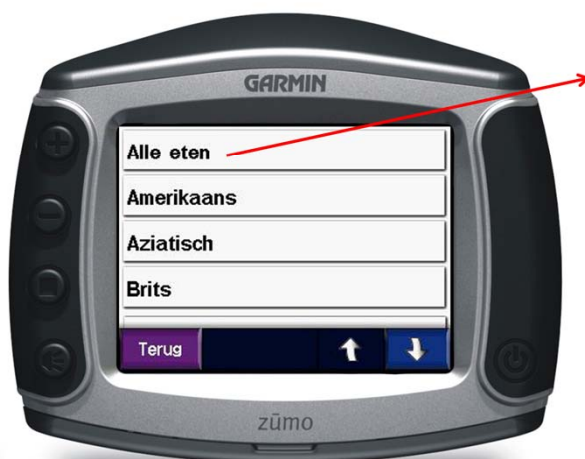 GARMIN
Alle eten
Amerikaans
Aziatisch
Brits
Terug
zūmo